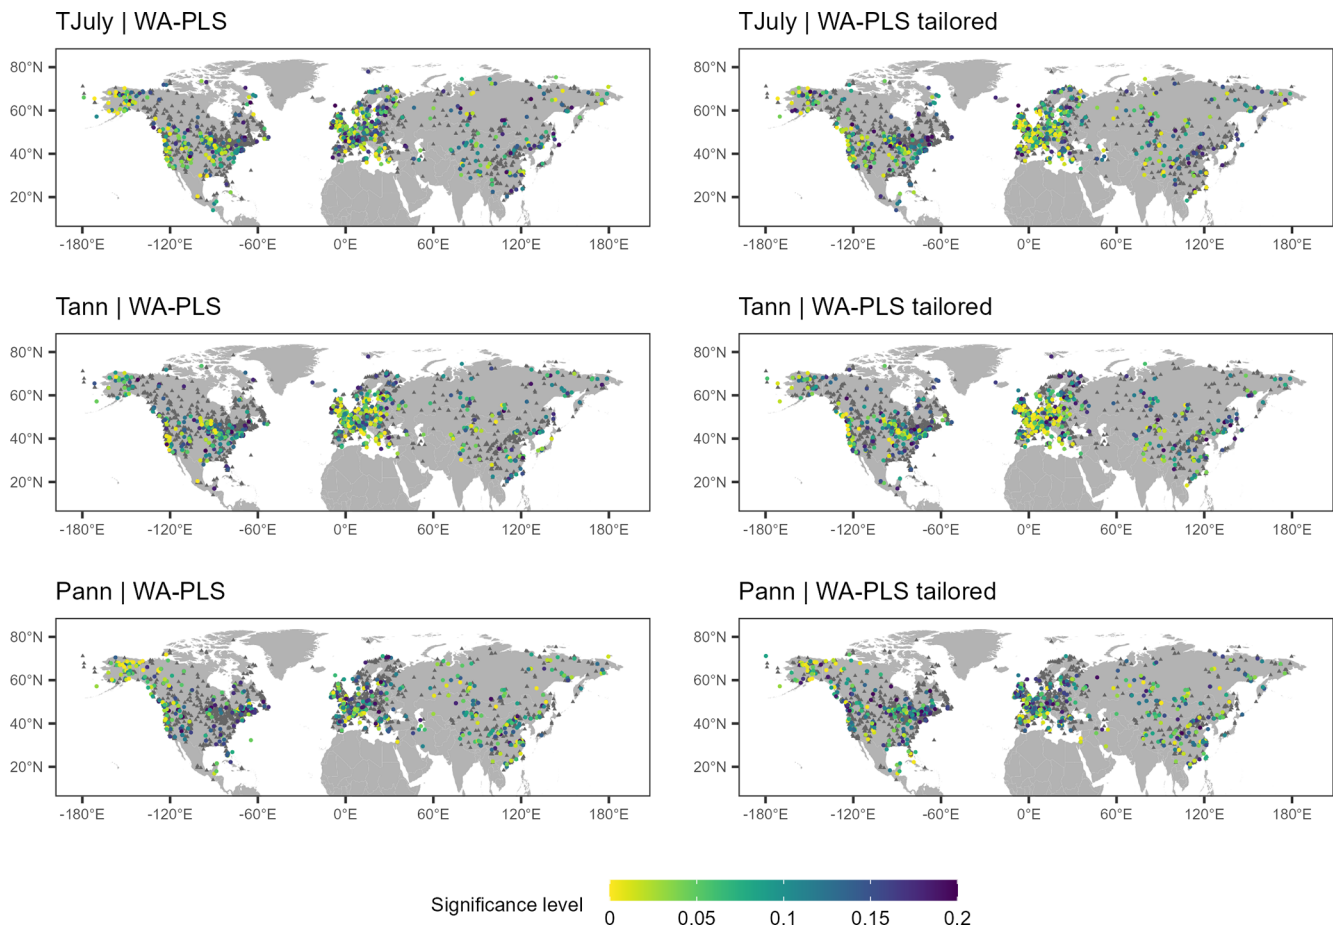 TJuly | WA-PLS
80°N
60°N
40°N
20°N
-180°E -120°E -60°E 0°E 60°E 120°E 180°E
TJuly | WA-PLS tailored
80°N
60°N
40°N
20°N
-180°E -120°E -60°E 0°E 60°E 120°E 180°E
Tann | WA-PLS
80°N
60°N
40°N
20°N
-180°E -120°E -60°E 0°E 60°E 120°E 180°E
Tann | WA-PLS tailored
80°N
60°N
40°N
20°N
-180°E -120°E -60°E 0°E 60°E 120°E 180°E
Pann | WA-PLS
80°N
60°N
40°N
20°N
-180°E -120°E -60°E 0°E 60°E 120°E 180°E
Pann | WA-PLS tailored
80°N
60°N
40°N
20°N
-180°E -120°E -60°E 0°E 60°E 120°E 180°E
Significance level
0 0.05 0.1 0.15 0.2